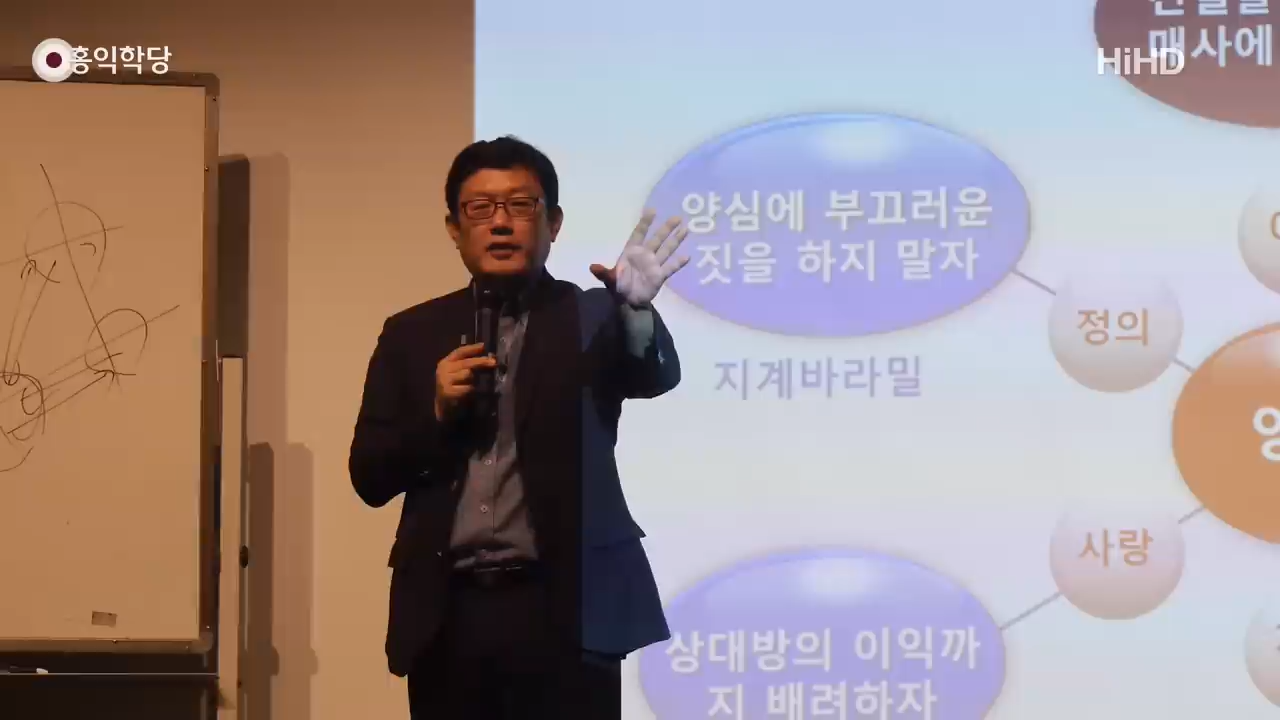 홍익학당
HiHD
매사에
양심에 부끄러운
짓을 하지 말자
정의
지계바라밀
사랑
상대방의 이익까
지 배려하자